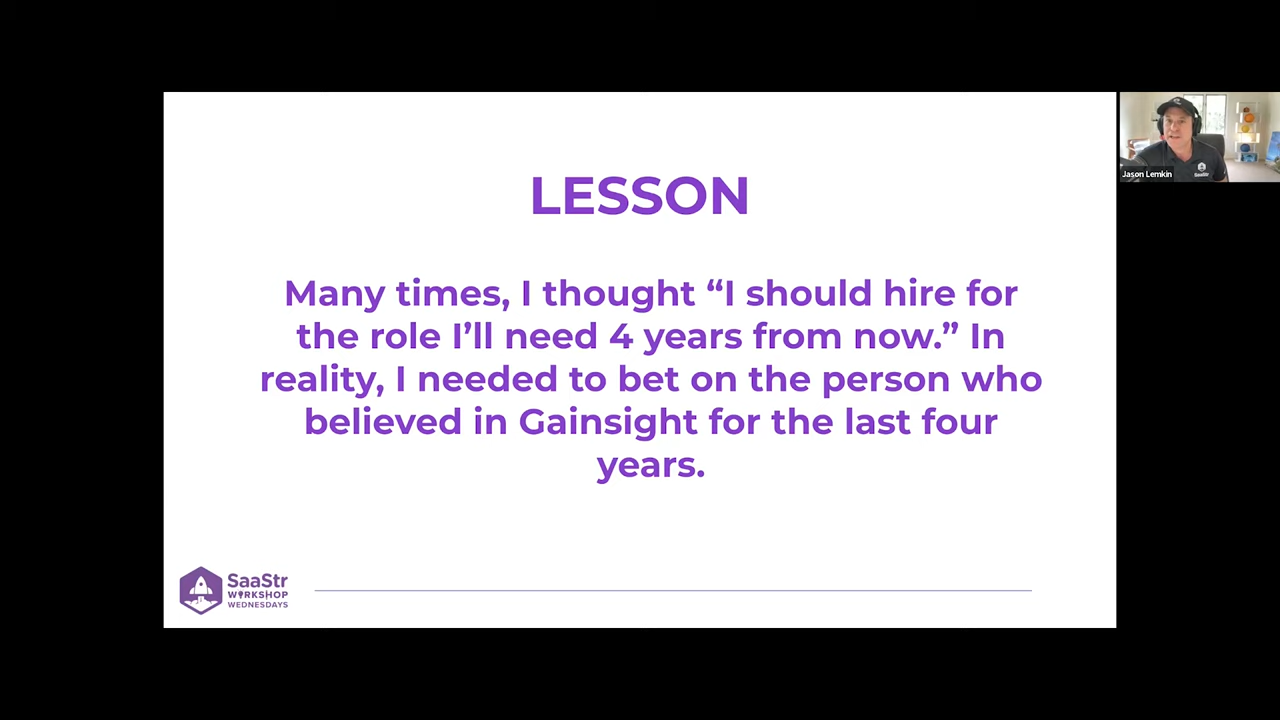 LESSON
Many times, I thought “I should hire for
the role I’ll need 4 years from now.” In
reality, I needed to bet on the person who
believed in Gainsight for the last four
years.
SaaStr
WORKSHOP
WEDNESDAYS
Jason Lemkin
SaaStr